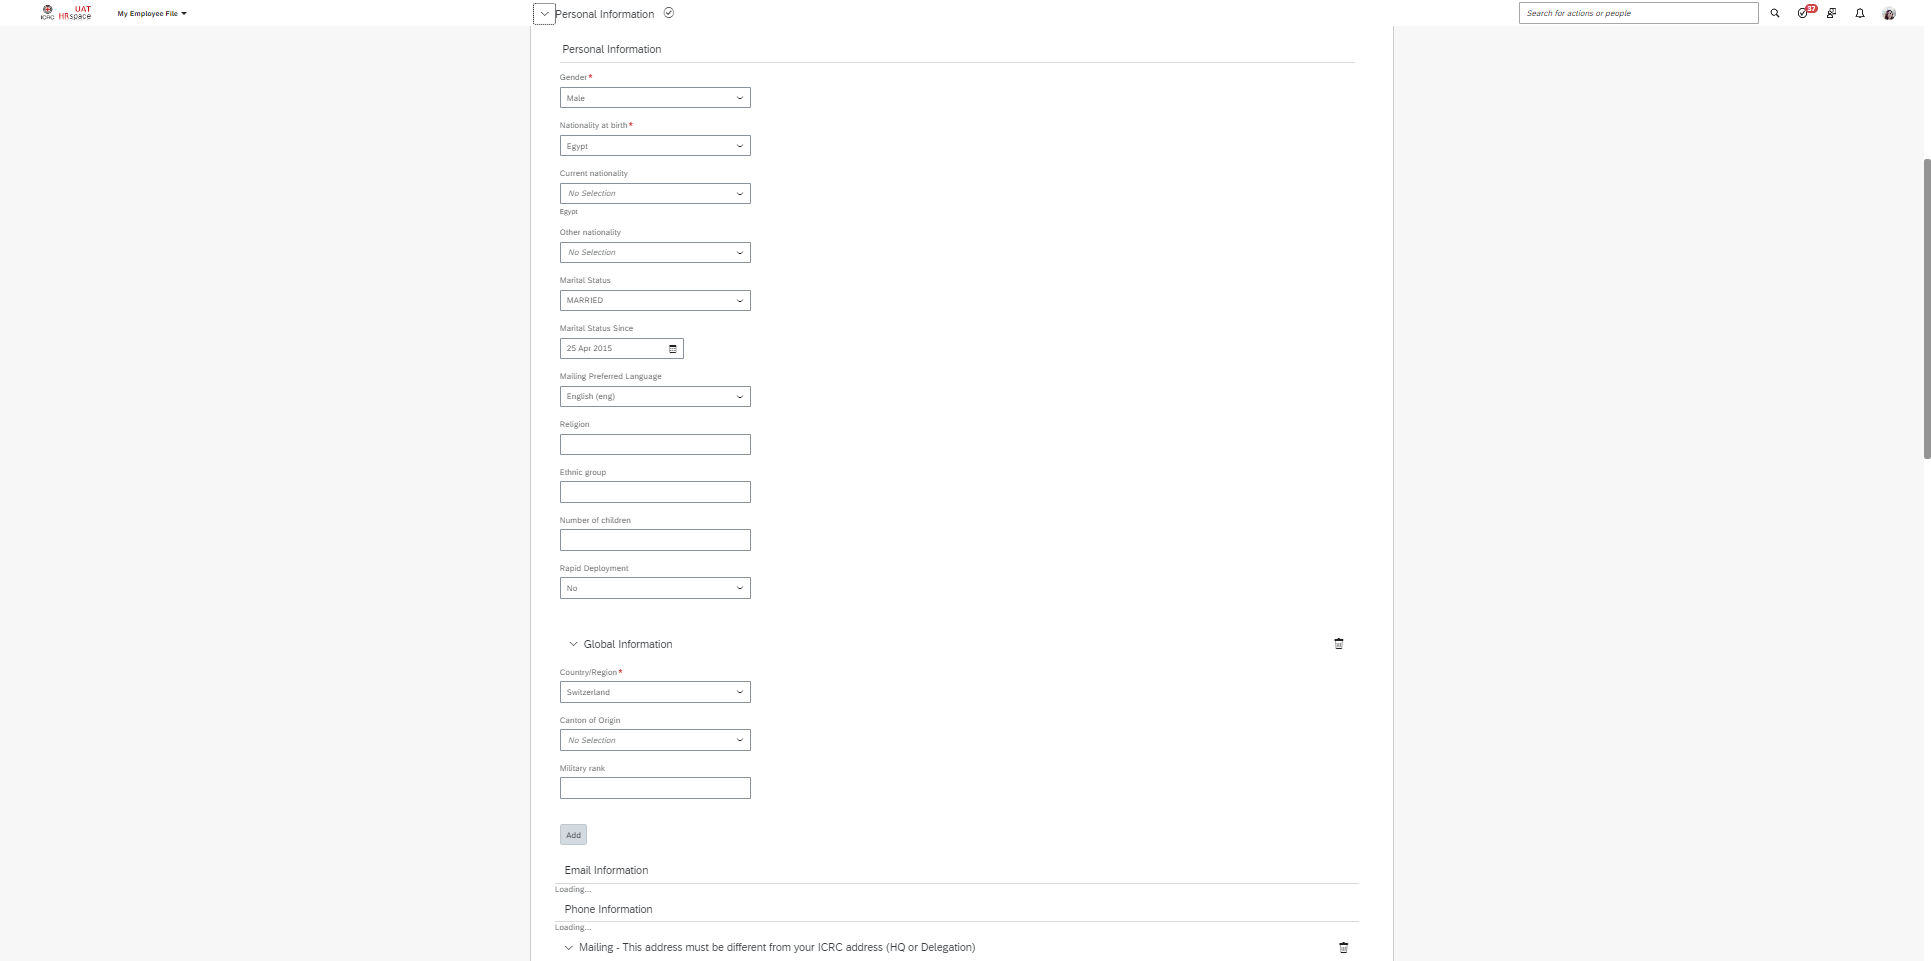 ICRC
UAT
HRspace
My Employee File
Personal Information
Search for actions or people
37
Personal Information
Gender*
Male
Nationality at birth*
Egypt
Current nationality
No Selection
Egypt
Other nationality
No Selection
Marital Status
MARRIED
Marital Status Since
25 Apr 2015
Mailing Preferred Language
English (eng)
Religion
Ethnic group
Number of children
Rapid Deployment
No
Global Information
Country/Region*
Switzerland
Canton of Origin
No Selection
Military rank
Add
Email Information
Loading...
Phone Information
Loading...
Mailing - This address must be different from your ICRC address (HQ or Delegation)